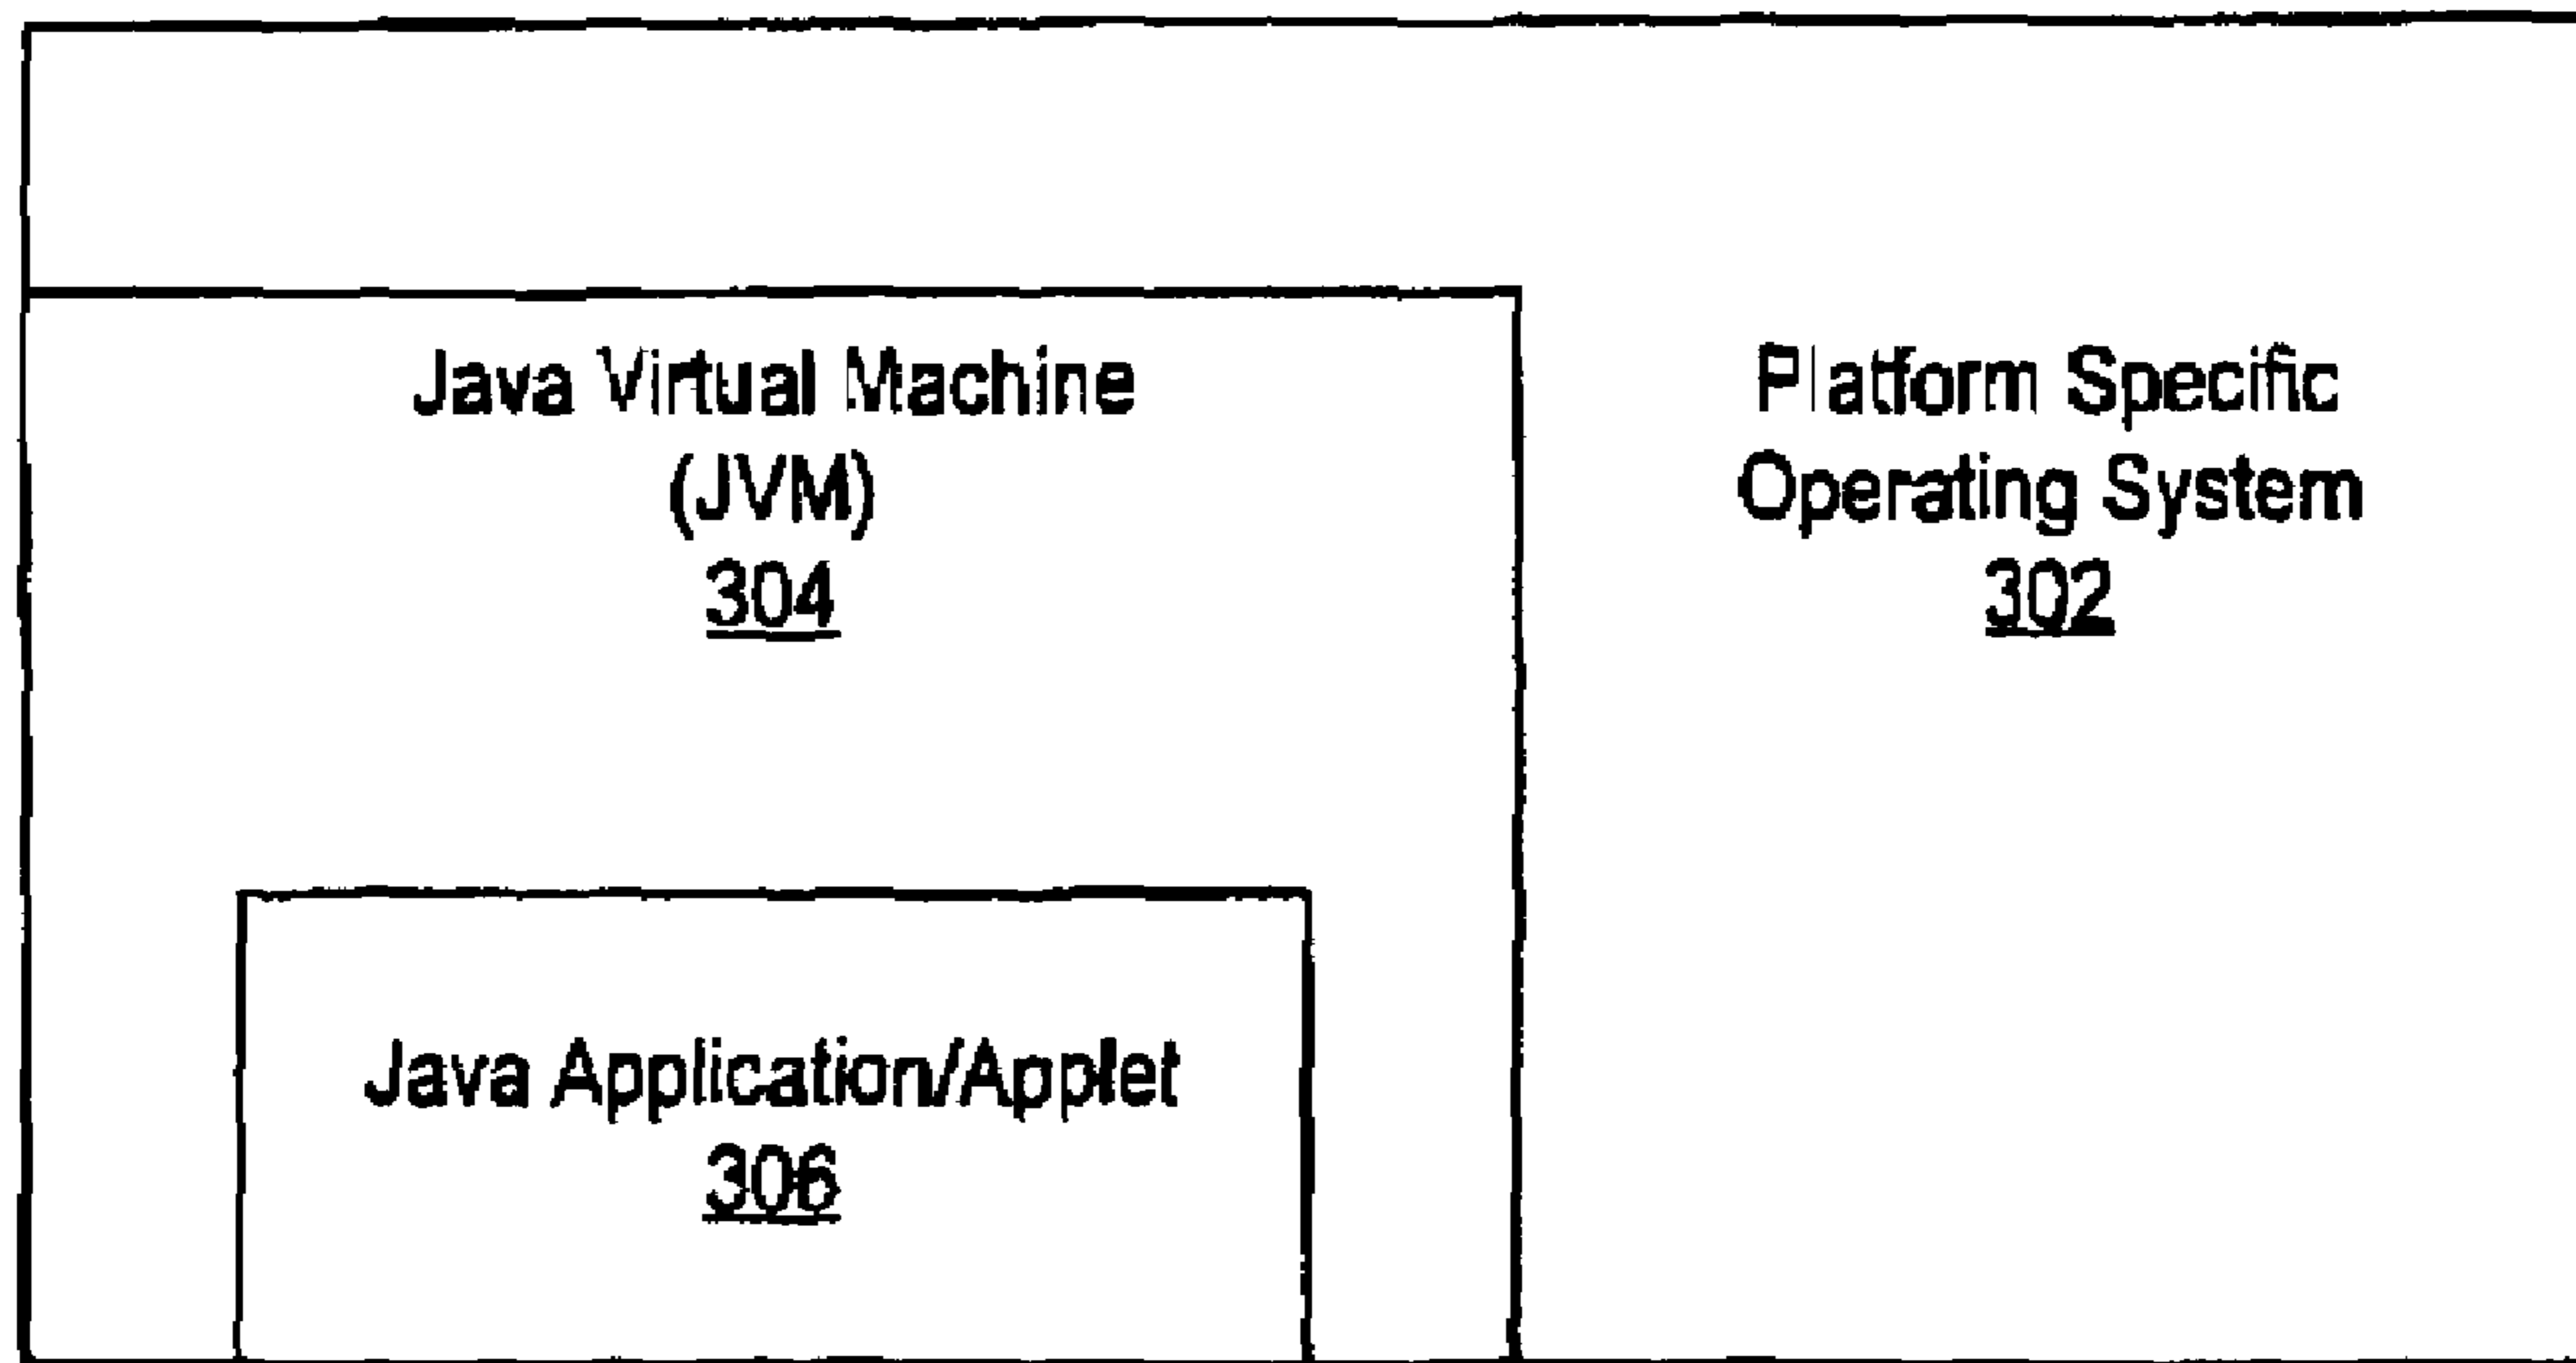 Java Virtual Machine
(JVM)
304
Platform Specific
Operating System
302
Java Application/Applet
306